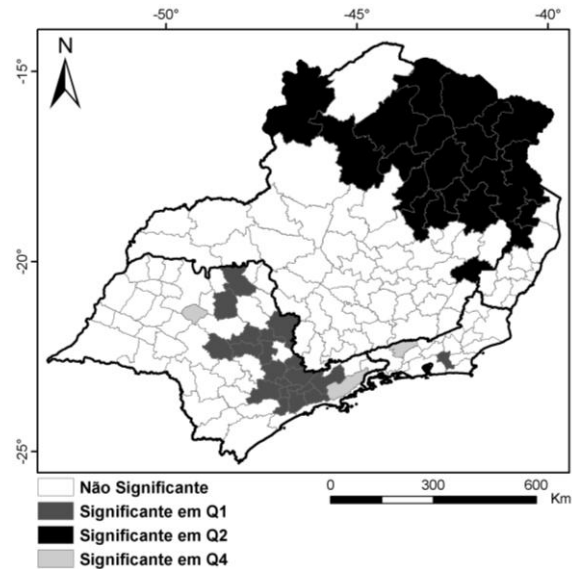 -50° -45° -40°
N
-15°
-20°
-25°
Não Significante
Significante em Q1
Significante em Q2
Significante em Q4
0 300 600
Km